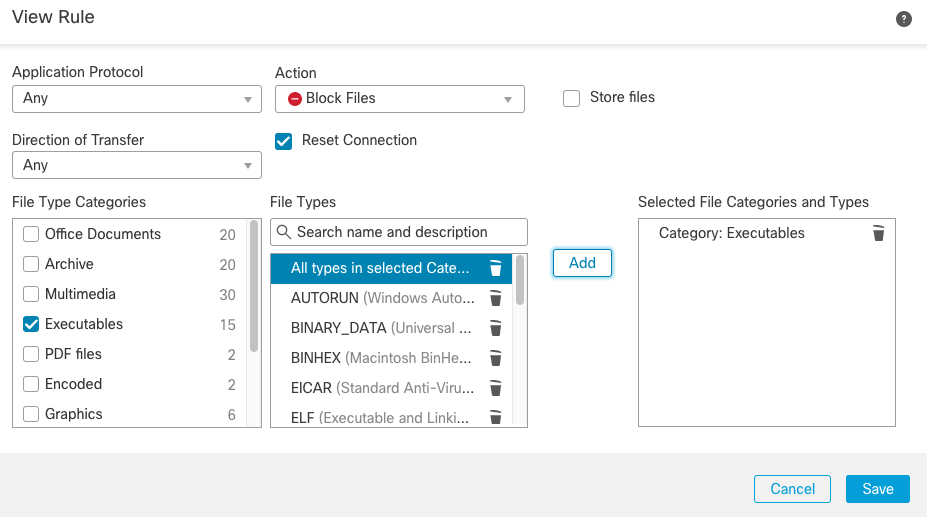 View Rule
?
Application Protocol
Action
Any
Block Files
Store files
Direction of Transfer
Reset Connection
Any
File Type Categories
File Types
Selected File Categories and Types
Office Documents 20
Archive 20
Multimedia 30
Executables 15
PDF files 2
Encoded 2
Graphics 6
Search name and description
All types in selected Cate...
AUTORUN (Windows Auto...
BINARY_DATA (Universal ...
BINHEX (Macintosh BinHe...
EICAR (Standard Anti-Viru...
ELF (Executable and Linki...
Add
Category: Executables
Cancel
Save